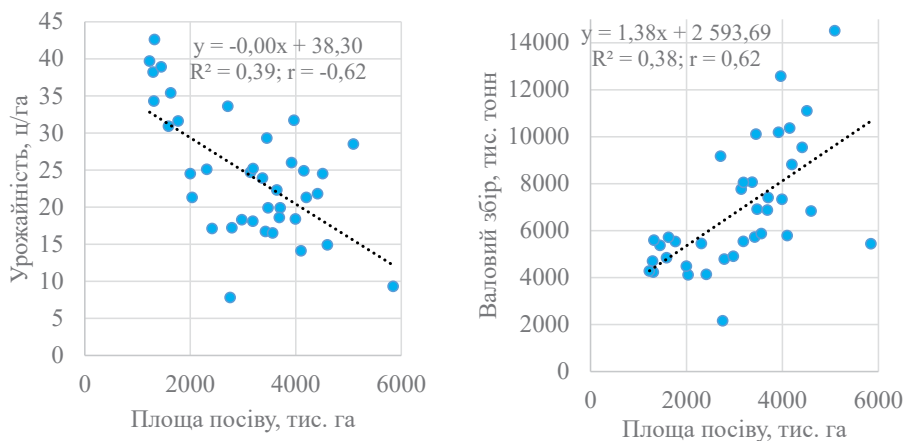 45
40
35
30
25
20
15
10
5
0
Урожайність, ц/га
y = -0,00x + 38,30
R² = 0,39; r = -0,62
0 2000 4000 6000
Площа посіву, тис. га
14000
12000
10000
8000
6000
4000
2000
0
Валовий збір, тис. тонн
y = 1,38x + 2 593,69
R² = 0,38; r = 0,62
0 2000 4000 6000
Площа посіву, тис. га